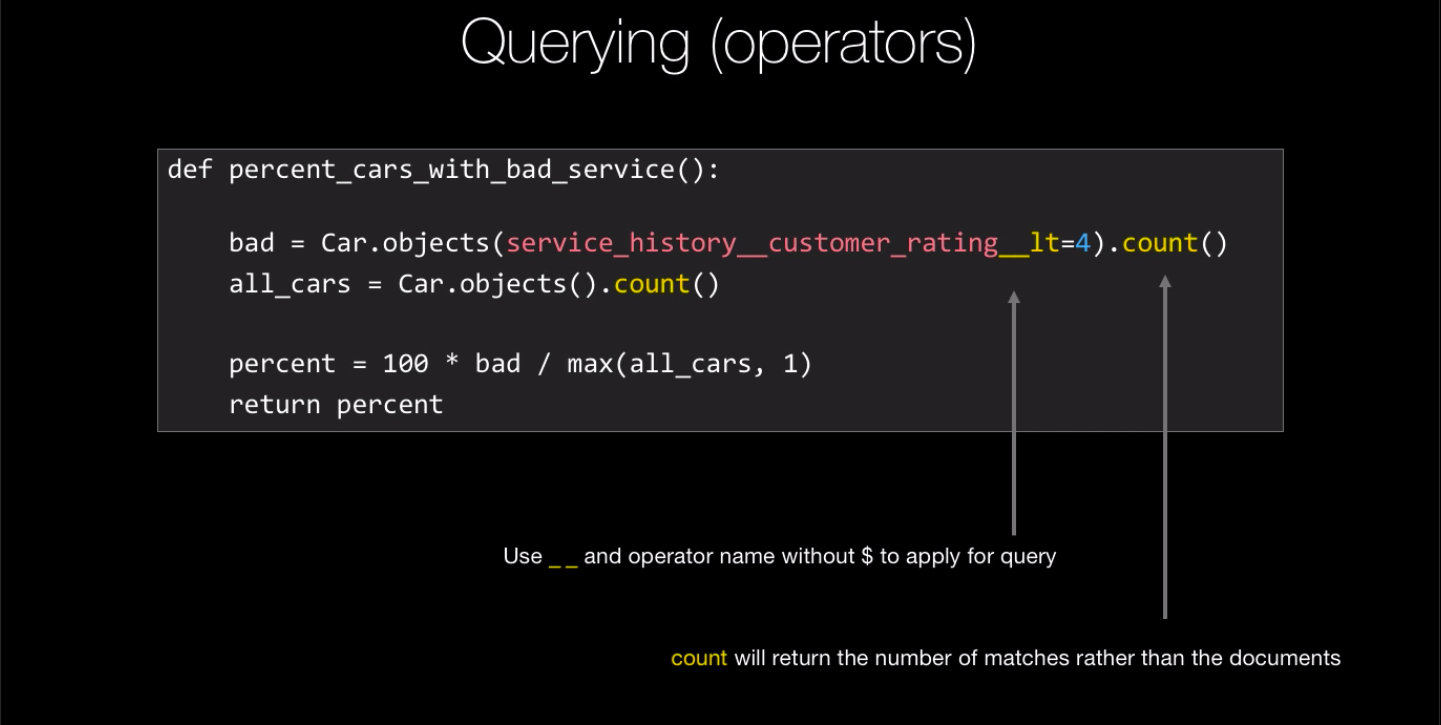 Querying (operators)
def percent_cars_with_bad_service():
    bad = Car.objects(service_history__customer_rating__lt=4).count()
    all_cars = Car.objects().count()
    percent = 100 * bad / max(all_cars, 1)
    return percent
Use __ and operator name without $ to apply for query
count will return the number of matches rather than the documents